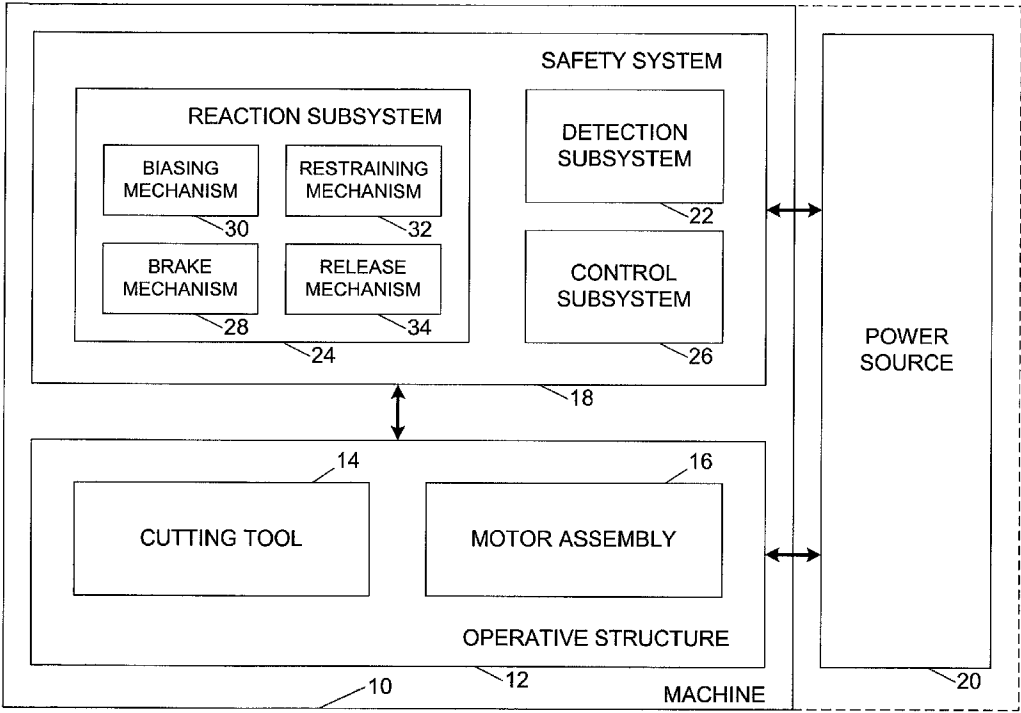 SAFETY SYSTEM
REACTION SUBSYSTEM
BIASING
MECHANISM
30
RESTRAINING
MECHANISM
32
BRAKE
MECHANISM
28
RELEASE
MECHANISM
34
24
DETECTION
SUBSYSTEM
22
CONTROL
SUBSYSTEM
26
18
POWER
SOURCE
20
14
CUTTING TOOL
16
MOTOR ASSEMBLY
OPERATIVE STRUCTURE
12
10
MACHINE